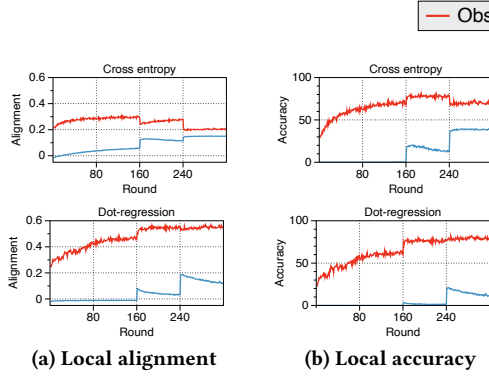 Obs
Cross entropy
Alignment
0.6
0.4
0.2
0
80
160
240
Round
Cross entropy
Accuracy
100
50
0
80
160
240
Round
Dot-regression
Alignment
0.6
0.4
0.2
0
80
160
240
Round
Dot-regression
Accuracy
100
50
0
80
160
240
Round
(a) Local alignment
(b) Local accuracy